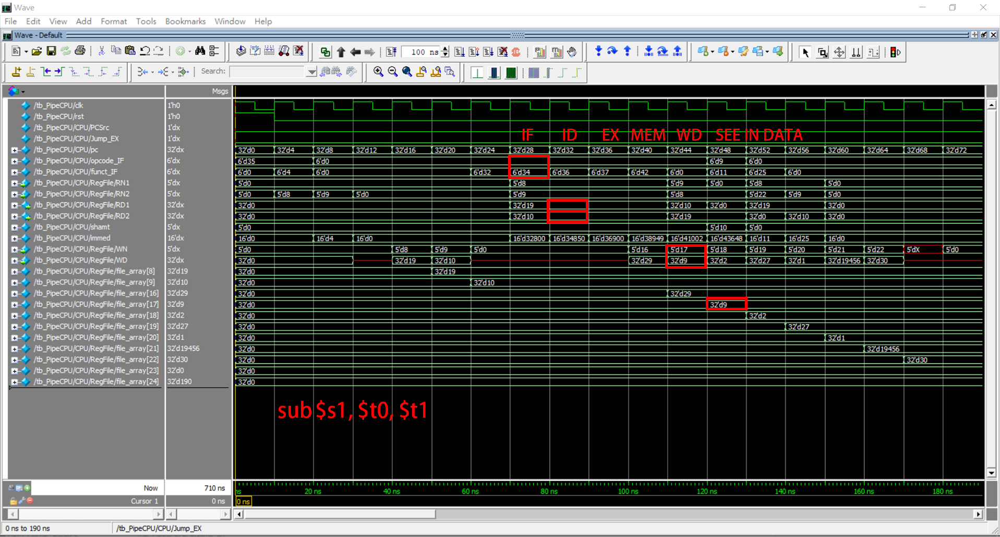 Wave
File Edit View Add Format Tools Bookmarks Window Help
Wave - Default
100 ns
Search:
Msgs
/tb_PipeCPU/clk 1'h0
/tb_PipeCPU/rst 1'h0
/tb_PipeCPU/CPU/PCSrc 1'dx
IF ID EX MEM WD SEE IN DATA
/tb_PipeCPU/CPU/Jump_EX 1'dx
/tb_PipeCPU/CPU/pc 32'dx 32'd0 32'd4 32'd8 32'd12 32'd16 32'd20 32'd24 32'd28 32'd32 32'd36 32'd40 32'd44 32'd48 32'd52 32'd56 32'd60 32'd64 32'd68 32'd72
/tb_PipeCPU/CPU/opcode_IF 6'dx 6'd35 6'd0 6'd9 6'd0
/tb_PipeCPU/CPU/funct_IF 6'dx 6'd0 6'd4 6'd0 6'd32 6'd34 6'd36 6'd37 6'd42 6'd0 6'd11 6'd25 6'd0
/tb_PipeCPU/CPU/RegFile/RN1 5'dx 5'd0 5'd8 5'd9 5'd0 5'd8 5'd0
/tb_PipeCPU/CPU/RegFile/RN2 5'dx 5'd0 5'd8 5'd9 5'd0 5'd9 5'd8 5'd22 5'd9 5'd0
/tb_PipeCPU/CPU/RegFile/RD1 32'dx 32'd0 32'd19 32'd10 32'd0 32'd19 32'd0
/tb_PipeCPU/CPU/RegFile/RD2 32'dx 32'd0 32'd10 32'd19 32'd0 32'd10 32'd0
/tb_PipeCPU/CPU/shamt 5'dx 5'd0 5'd10 5'd0
/tb_PipeCPU/CPU/immed 16'dx 16'd0 16'd4 16'd0 16'd32800 16'd34850 16'd36900 16'd38949 16'd41002 16'd43648 16'd11 16'd25 16'd0
/tb_PipeCPU/CPU/RegFile/WN 5'dx 5'd0 5'd8 5'd9 5'd0 5'd16 5'd17 5'd18 5'd19 5'd20 5'd21 5'd22 5'dX 5'd0
/tb_PipeCPU/CPU/RegFile/WD 32'dx 32'd0 32'd19 32'd10 32'd29 32'd9 32'd2 32'd27 32'd1 32'd19456 32'd30
/tb_PipeCPU/CPU/RegFile/file_array[8] 32'd19 32'd0 32'd19
/tb_PipeCPU/CPU/RegFile/file_array[9] 32'd10 32'd0 32'd10
/tb_PipeCPU/CPU/RegFile/file_array[16] 32'd29 32'd0 32'd29
/tb_PipeCPU/CPU/RegFile/file_array[17] 32'd9 32'd0 32'd9
/tb_PipeCPU/CPU/RegFile/file_array[18] 32'd2 32'd0 32'd2
/tb_PipeCPU/CPU/RegFile/file_array[19] 32'd27 32'd0 32'd27
/tb_PipeCPU/CPU/RegFile/file_array[20] 32'd1 32'd0 32'd1
/tb_PipeCPU/CPU/RegFile/file_array[21] 32'd19456 32'd0 32'd19456
/tb_PipeCPU/CPU/RegFile/file_array[22] 32'd30 32'd0 32'd30
/tb_PipeCPU/CPU/RegFile/file_array[23] 32'd0 32'd0
/tb_PipeCPU/CPU/RegFile/file_array[24] 32'd190 32'd0
sub $s1, $t0, $t1
Now 710 ns ns 20 ns 40 ns 60 ns 80 ns 100 ns 120 ns 140 ns 160 ns 180 ns
Cursor 1 0 ns 0 ns
0 ns to 190 ns /tb_PipeCPU/CPU/Jump_EX